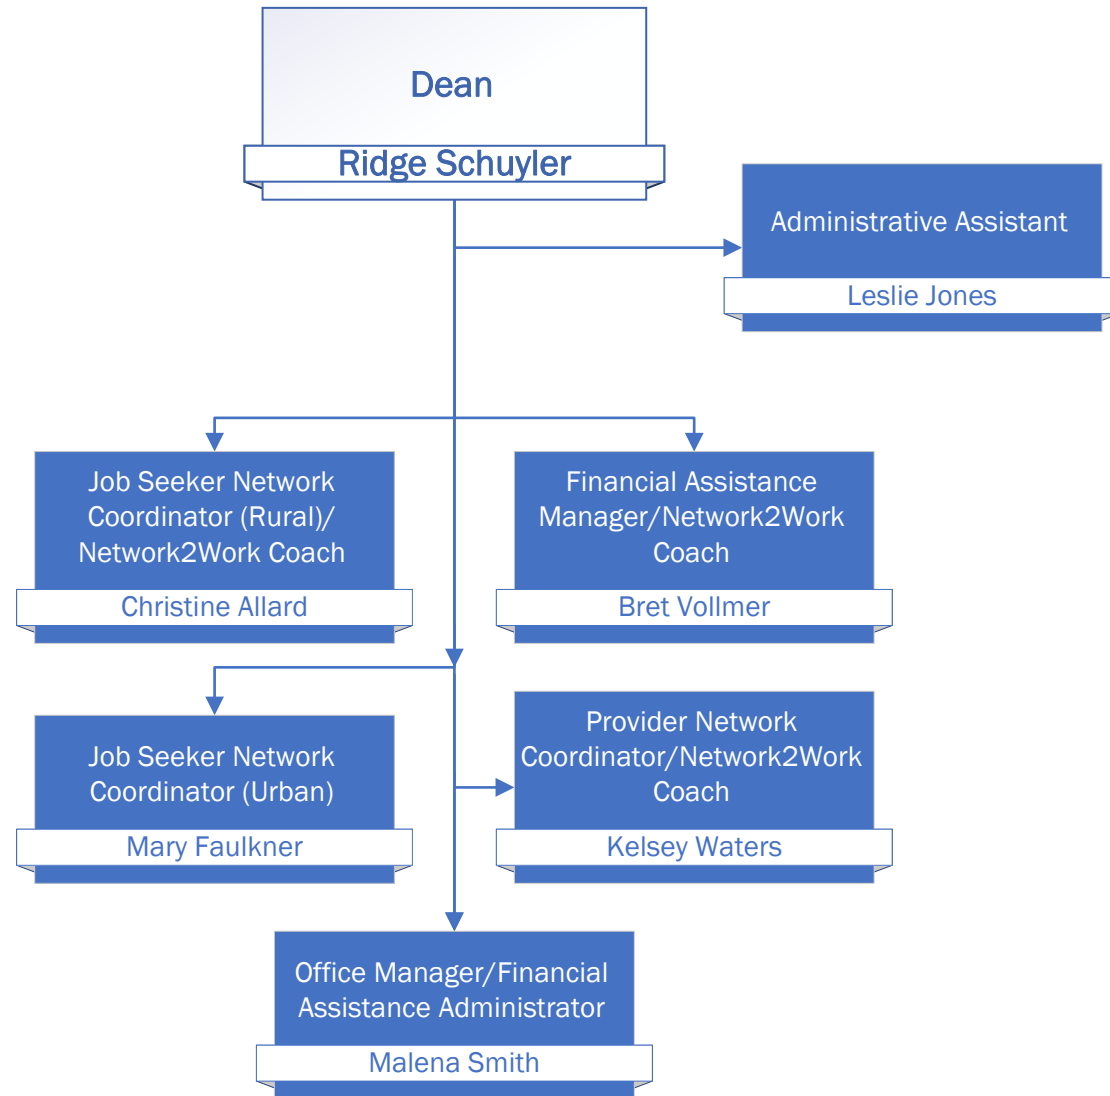 Dean
Ridge Schuyler
Administrative Assistant
Leslie Jones
Job Seeker Network
Coordinator (Rural)/
Network2Work Coach
Christine Allard
Financial Assistance
Manager/Network2Work
Coach
Bret Vollmer
Job Seeker Network
Coordinator (Urban)
Mary Faulkner
Provider Network
Coordinator/Network2Work
Coach
Kelsey Waters
Office Manager/Financial
Assistance Administrator
Malena Smith